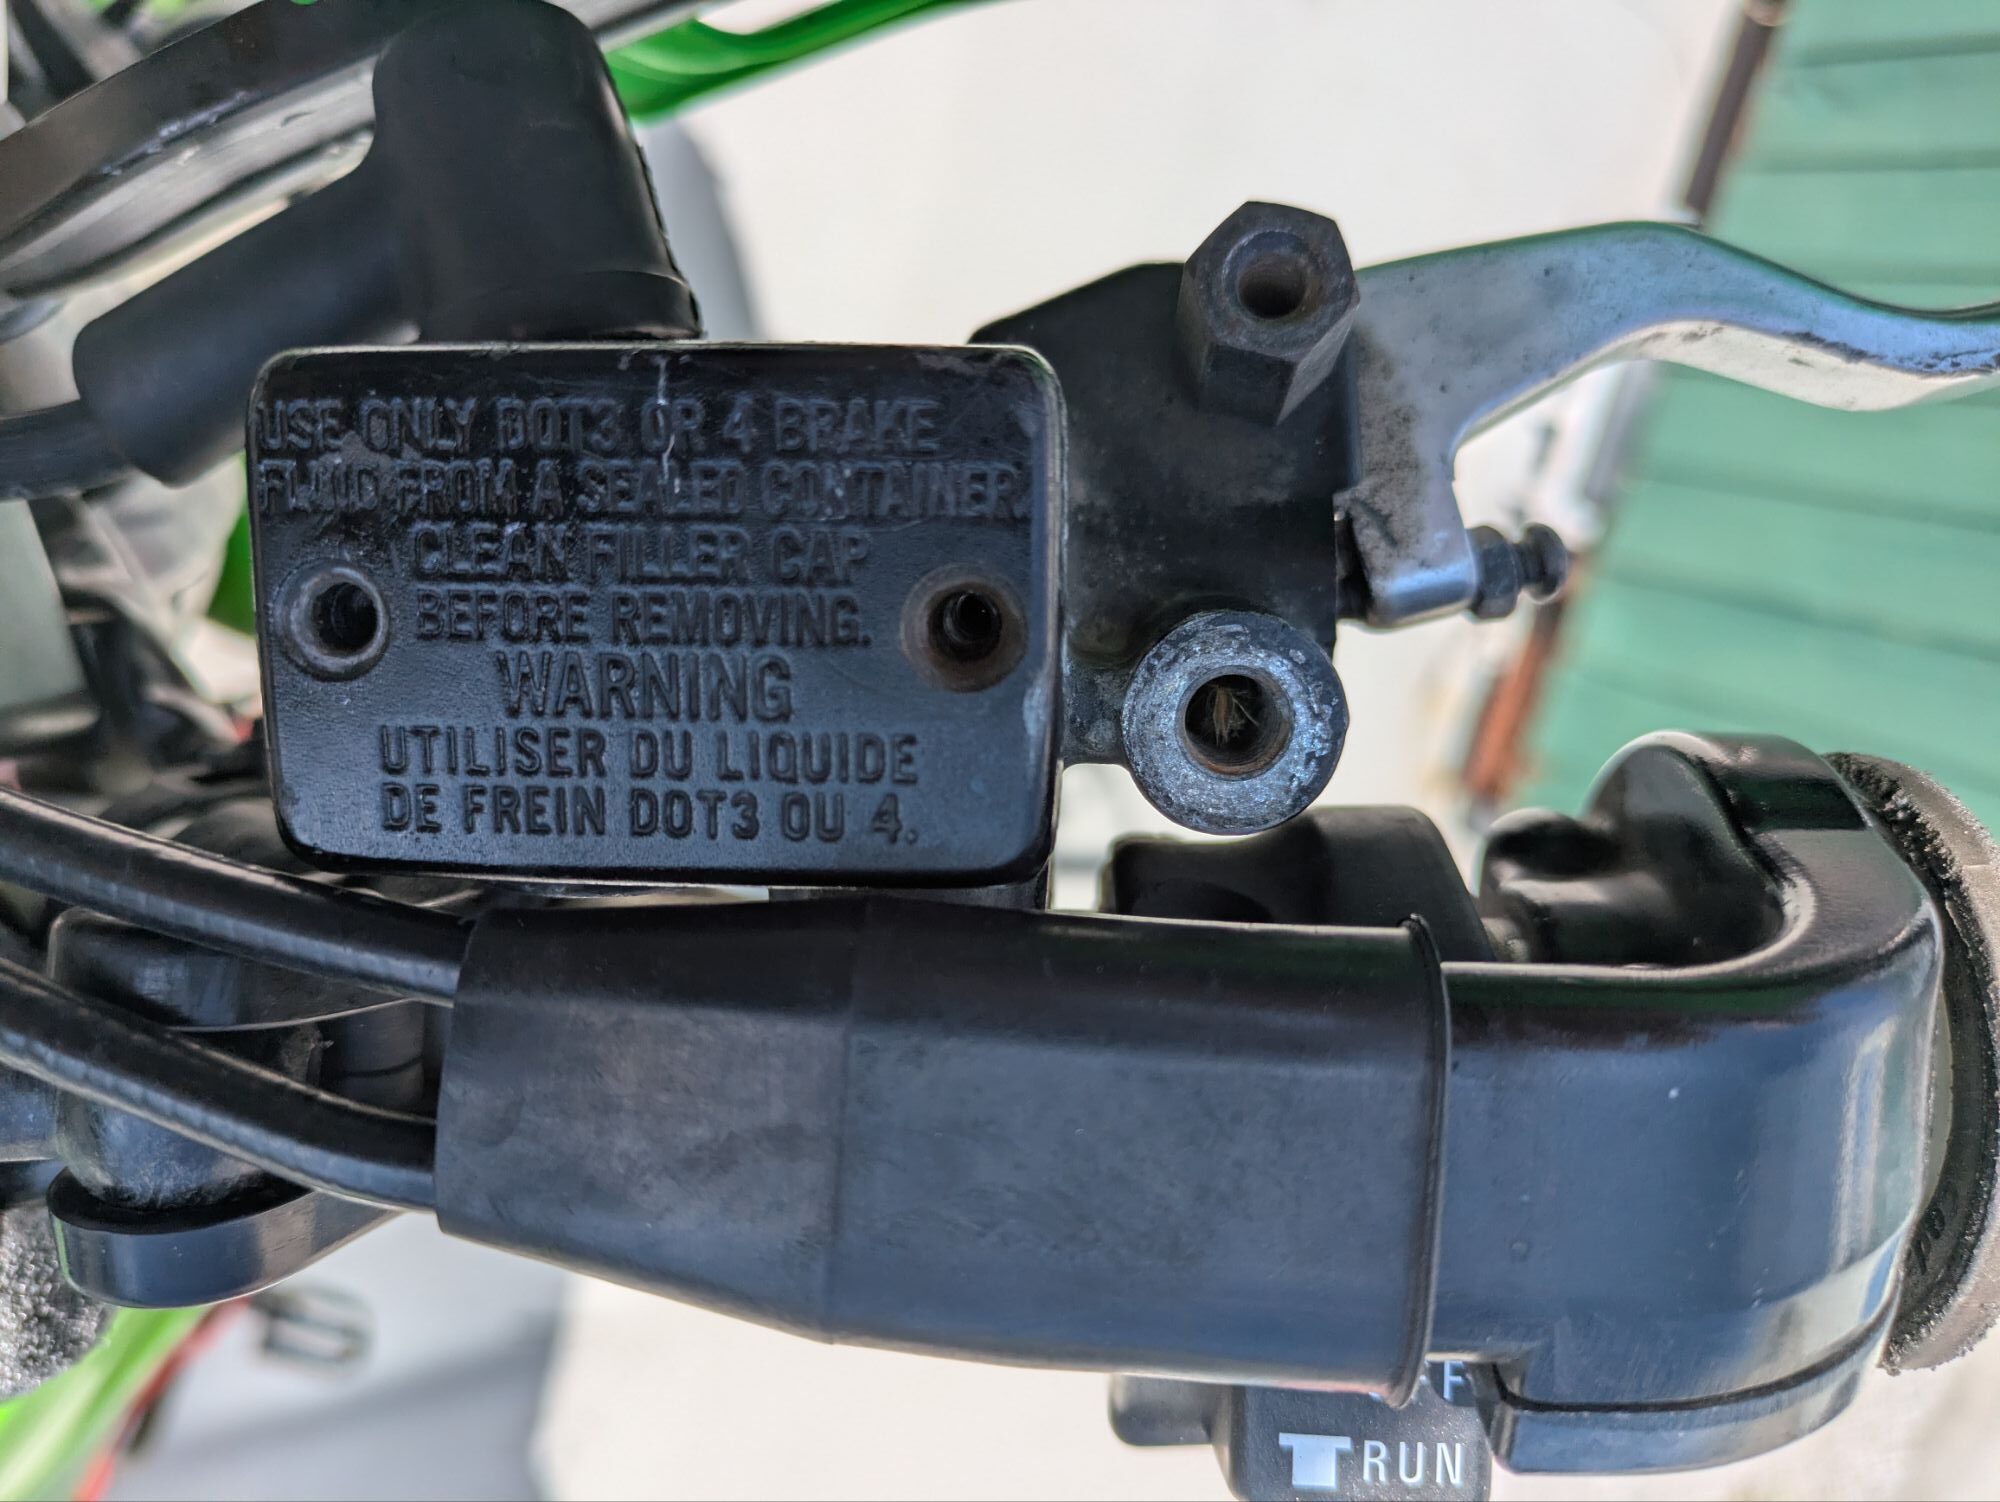 USE ONLY DOT3 OR 4 BRAKE
FLUID FROM A SEALED CONTAINER.
CLEAN FILLER CAP
BEFORE REMOVING.
WARNING
UTILISER DU LIQUIDE
DE FREIN DOT3 OU 4.
RUN